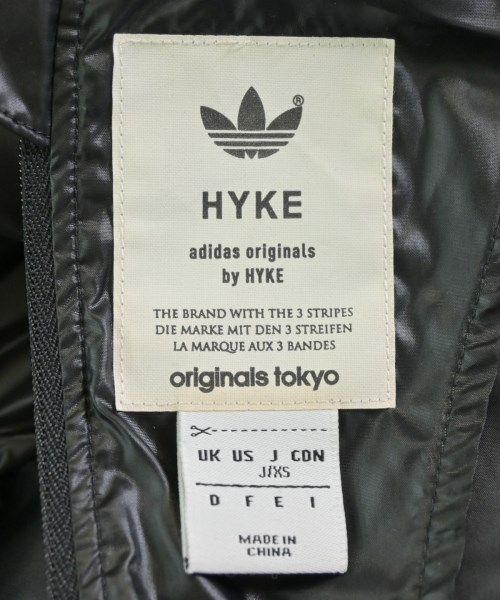 ®
HYKE
adidas originals
by HYKE
THE BRAND WITH THE 3 STRIPES
DIE MARKE MIT DEN 3 STREIFEN
LA MARQUE AUX 3 BANDES
originals tokyo
UK US J CDN
J/XS
D F E I
MADE IN
CHINA